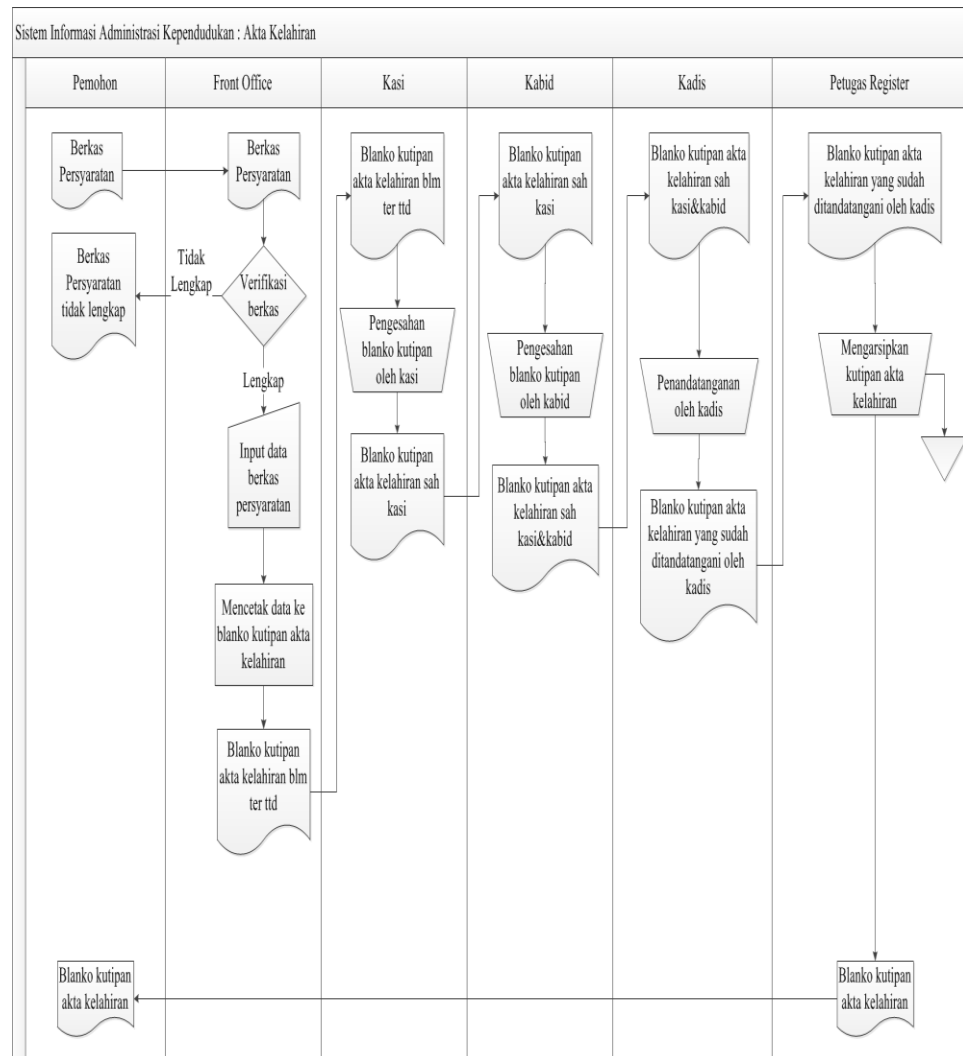 Sistem Informasi Administrasi Kependudukan : Akta Kelahiran
Pemohon
Front Office
Kasi
Kabid
Kadis
Petugas Register
Berkas
Persyaratan
Berkas
Persyaratan
Berkas
Persyaratan
tidak lengkap
Tidak
Lengkap
Verifikasi
berkas
Lengkap
Input data
berkas
persyaratan
Mencetak data ke
blanko kutipan akta
kelahiran
Blanko kutipan
akta kelahiran blm
ter ttd
Blanko kutipan
akta kelahiran blm
ter ttd
Pengesahan
blanko kutipan
oleh kasi
Blanko kutipan
akta kelahiran sah
kasi
Blanko kutipan
akta kelahiran sah
kasi
Pengesahan
blanko kutipan
oleh kabid
Blanko kutipan akta
kelahiran sah
kasi&kabid
Blanko kutipan akta
kelahiran sah
kasi&kabid
Penandatanganan
oleh kadis
Blanko kutipan akta
kelahiran yang sudah
ditandatangani oleh
kadis
Blanko kutipan akta
kelahiran yang sudah
ditandatangani oleh kadis
Mengarsipkan
kutipan akta
kelahiran
Blanko kutipan
akta kelahiran
Blanko kutipan
akta kelahiran